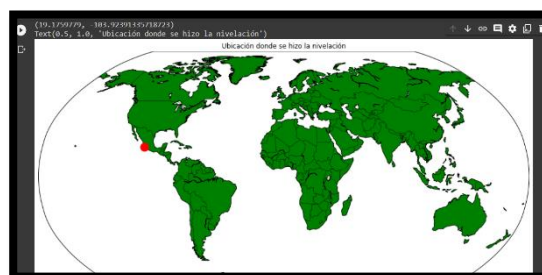 (19.1759779, -103.92391335718723)
Text(0.5, 1.0, 'Ubicación donde se hizo la nivelación')
Ubicación donde se hizo la nivelación